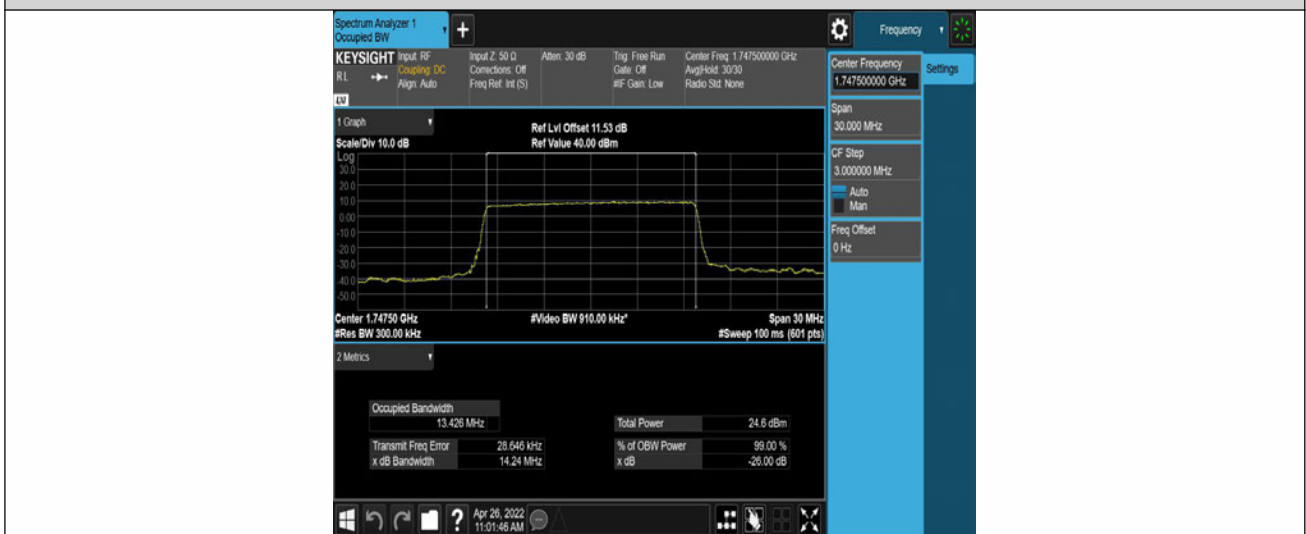 Spectrum Analyzer 1
Occupied BW
+
Frequency
KEYSIGHT
R L
Input: RF
Coupling: DC
Align: Auto
Input Z: 50 Ω
Corrections: Off
Freq Ref: Int (S)
Atten: 30 dB
Trig: Free Run
Gate: Off
#IF Gain: Low
Center Freq: 1.747500000 GHz
Avg|Hold: 30/30
Radio Std: None
Center Frequency
1.747500000 GHz
Settings
Span
30.000 MHz
CF Step
3.000000 MHz
Auto
Man
Freq Offset
0 Hz
1 Graph
Scale/Div 10.0 dB
Ref Lvl Offset 11.53 dB
Ref Value 40.00 dBm
Log
30.0
20.0
10.0
0.00
-10.0
-20.0
-30.0
-40.0
-50.0
Center 1.74750 GHz
#Video BW 910.00 kHz*
Span 30 MHz
#Res BW 300.00 kHz
#Sweep 100 ms (601 pts)
2 Metrics
Occupied Bandwidth
13.426 MHz
Total Power 24.6 dBm
Transmit Freq Error 28.646 kHz
% of OBW Power 99.00 %
x dB Bandwidth 14.24 MHz
x dB -26.00 dB
?
Apr 26, 2022
11:01:46 AM